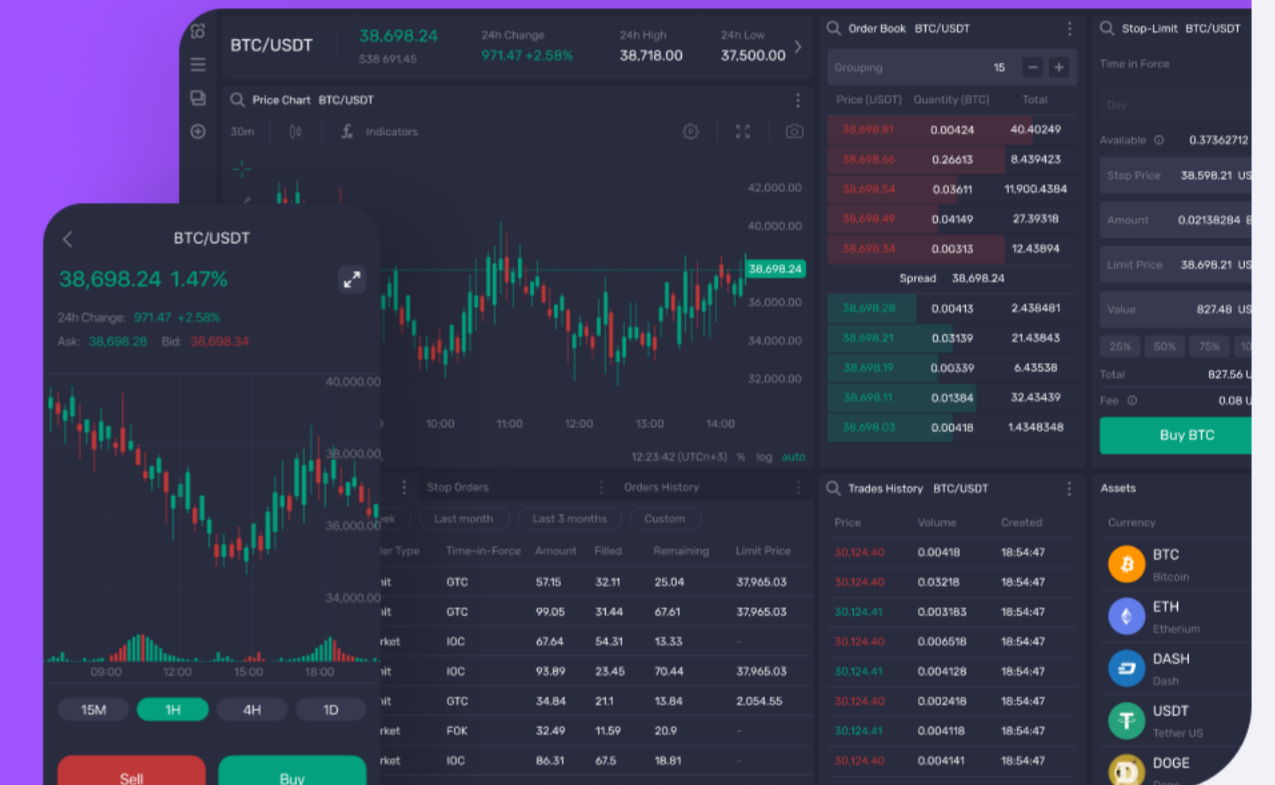 BTC/USDT
38,698.24
$38 691.45
24h Change
971.47 +2.58%
24h High
38,718.00
24h Low
37,500.00
Price Chart BTC/USDT
30m
Indicators
42,000.00
40,000.00
38,698.24
36,000.00
34,000.00
32,000.00
10:00 11:00 12:00 13:00 14:00
12:23:42 (UTCn+3) % log auto
Order Book BTC/USDT
Grouping 15 − +
Price (USDT) Quantity (BTC) Total
38,698.81 0.00424 40.40249
38,698.66 0.26613 8.439423
38,698.54 0.03611 11,900.4384
38,698.49 0.04149 27.39318
38,698.34 0.00313 12.43894
Spread 38,698.24
38,698.28 0.00413 2.438481
38,698.21 0.03139 21.43843
38,698.19 0.00339 6.43538
38,698.11 0.01384 32.43439
38,698.03 0.00418 1.4348348
Stop-Limit BTC/USDT
Time in Force
Day
Available 0.37362712
Stop Price 38,598.21 US
Amount 0.02138284
Limit Price 38,698.21 US
Value 827.48 US
25% 50% 75% 10
Total 827.56 U
Fee 0.08 U
Buy BTC
BTC/USDT
38,698.24 1.47%
24h Change: 971.47 +2.58%
Ask: 38,698.28 Bid: 38,698.34
40,000.00
38,000.00
36,000.00
34,000.00
09:00 12:00 15:00 18:00
15M 1H 4H 1D
Sell Buy
Stop Orders
Orders History
eek Last month Last 3 months Custom
er Type Time-in-Force Amount Filled Remaining Limit Price
it GTC 57.15 32.11 25.04 37,965.03
it GTC 99.05 31.44 67.61 37,965.03
rket IOC 67.64 54.31 13.33 -
it IOC 93.89 23.45 70.44 37,965.03
it GTC 34.84 21.1 13.84 2,054.55
rket FOK 32.49 11.59 20.9 -
rket IOC 86.31 67.5 18.81 -
Trades History BTC/USDT
Price Volume Created
30,124.40 0.00418 18:54:47
30,124.40 0.03218 18:54:47
30,124.41 0.003183 18:54:47
30,124.40 0.006518 18:54:47
30,124.41 0.004128 18:54:47
30,124.40 0.002418 18:54:47
30,124.41 0.004118 18:54:47
30,124.40 0.004141 18:54:47
Assets
Currency
BTC
Bitcoin
ETH
Etherium
DASH
Dash
USDT
Tether US
DOGE